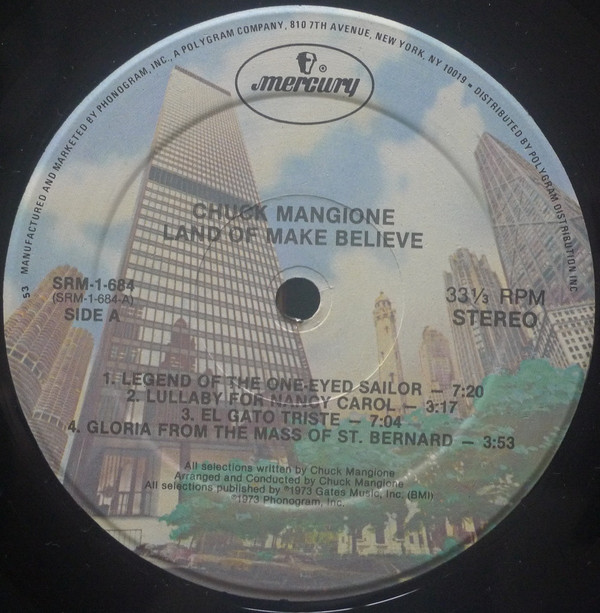 53 MANUFACTURED AND MARKETED BY PHONOGRAM, INC., A POLYGRAM COMPANY, 810 7TH AVENUE, NEW YORK, NY 10019 • DISTRIBUTED BY POLYGRAM DISTRIBUTION INC
mercury
CHUCK MANGIONE
LAND OF MAKE BELIEVE
SRM-1-684
(SRM-1-684-A)
SIDE A
33⅓ RPM
STEREO
1. LEGEND OF THE ONE-EYED SAILOR – 7:20
2. LULLABY FOR NANCY CAROL – 3:17
3. EL GATO TRISTE – 7:04
4. GLORIA FROM THE MASS OF ST. BERNARD – 3:53
All selections written by Chuck Mangione
Arranged and Conducted by Chuck Mangione
All selections published by ©1973 Gates Music, Inc. (BMI)
℗1973 Phonogram, Inc.